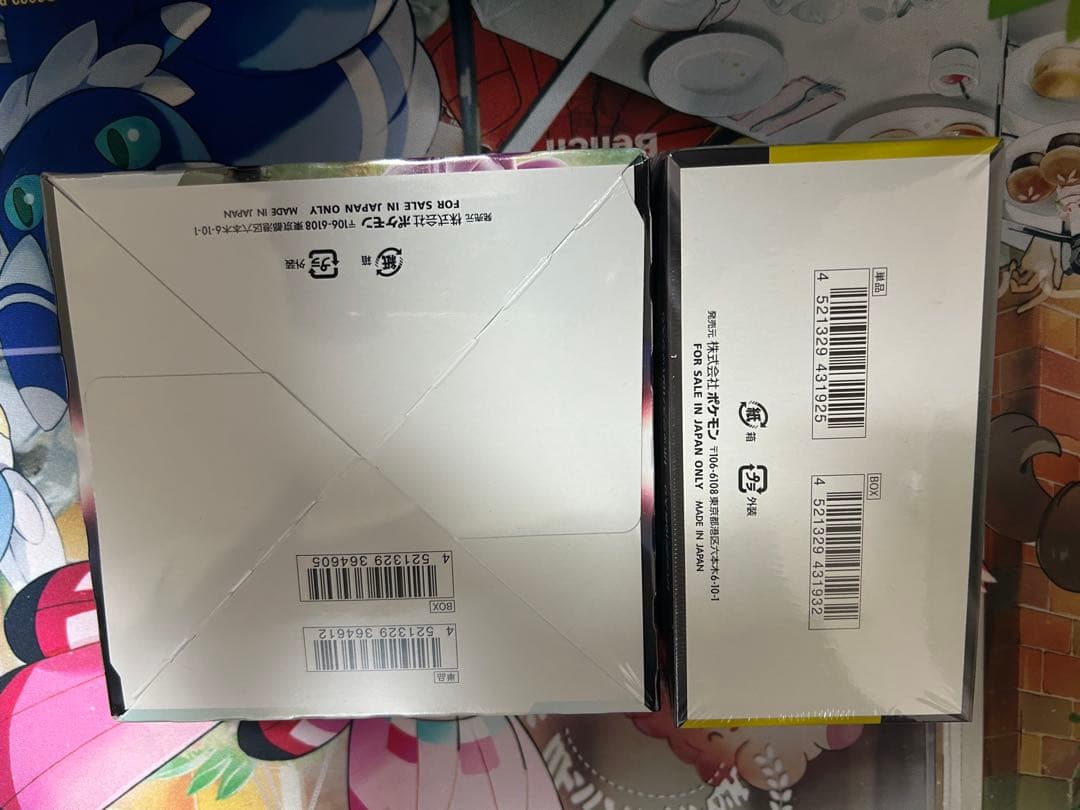 発売元 株式会社ポケモン 〒106-6108 東京都港区六本木6-10-1
FOR SALE IN JAPAN ONLY MADE IN JAPAN
紙 箱
プラ 外装
4 521329 364605
BOX
4 521329 364612
単品
単品
4 521329 431925
BOX
4 521329 431932
発売元 株式会社ポケモン 〒106-6108 東京都港区六本木6-10-1
FOR SALE IN JAPAN ONLY MADE IN JAPAN
紙 箱
プラ 外装
Bench